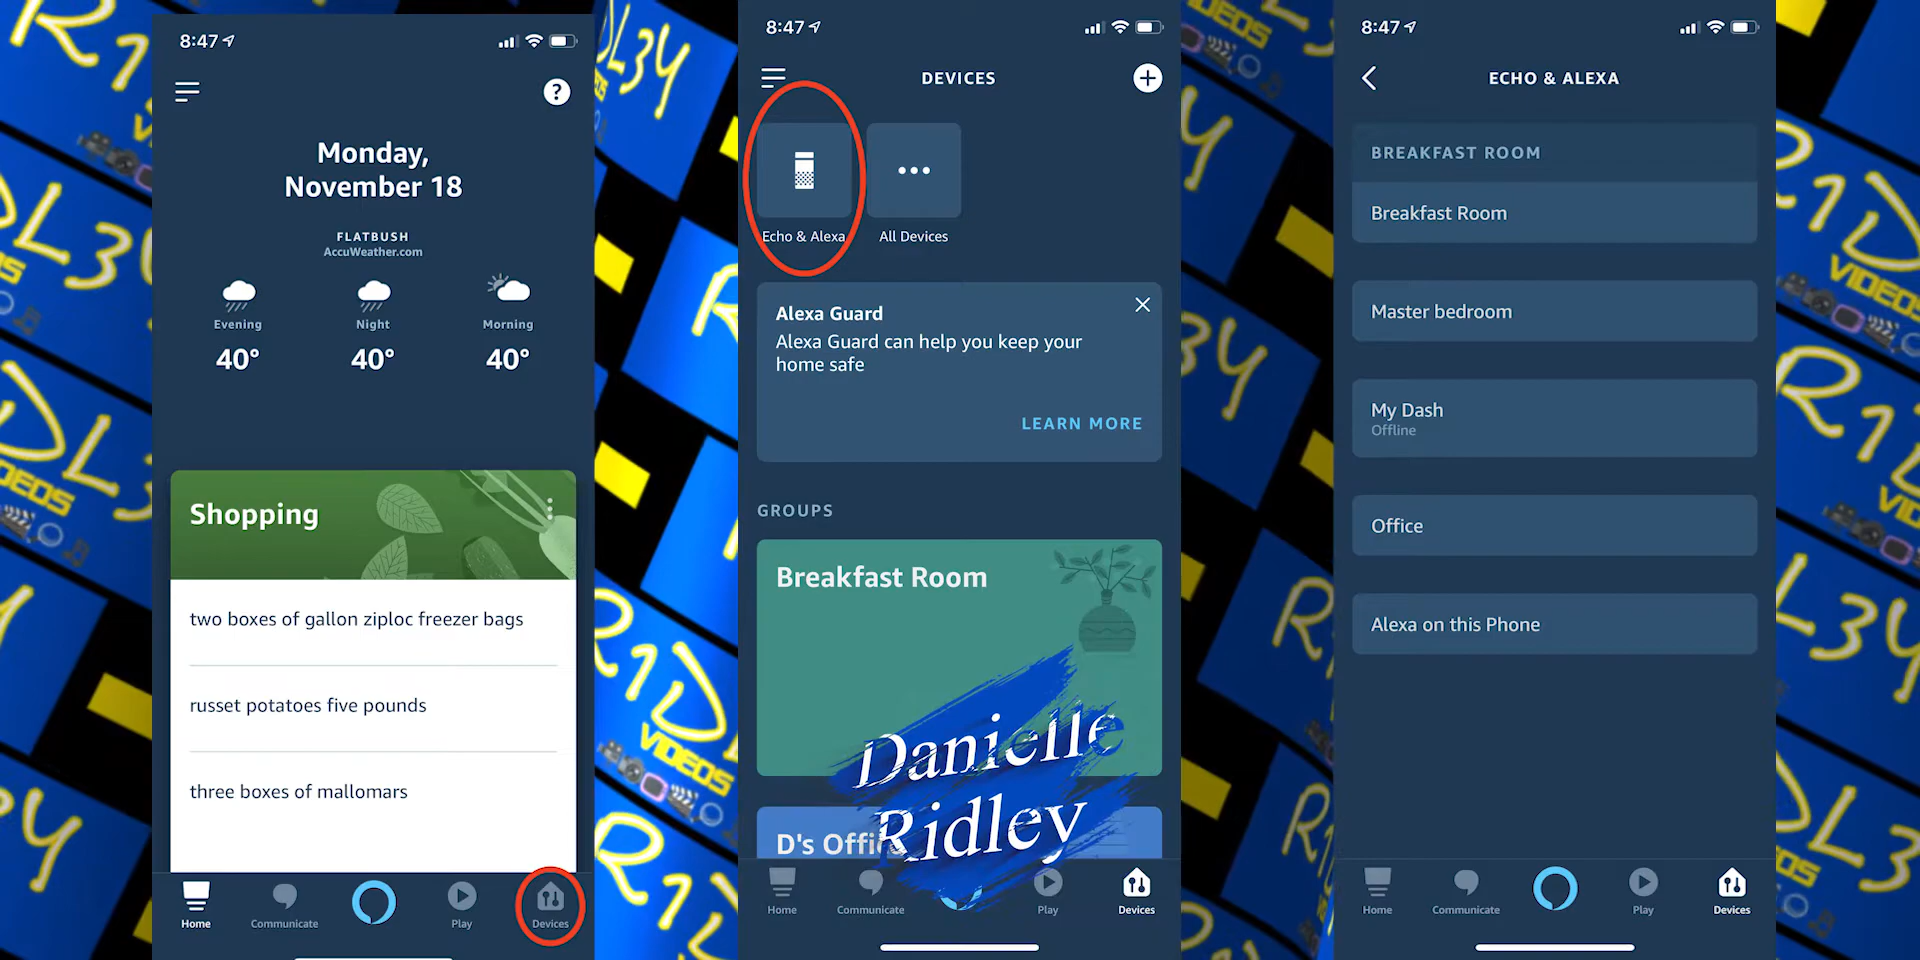 8:47
Monday,
November 18
FLATBUSH
AccuWeather.com
Evening
Night
Morning
40°
40°
40°
Shopping
two boxes of gallon ziploc freezer bags
russet potatoes five pounds
three boxes of mallomars
Home
Communicate
Play
Devices
8:47
DEVICES
Echo & Alexa
All Devices
Alexa Guard
Alexa Guard can help you keep your
home safe
LEARN MORE
GROUPS
Breakfast Room
Danielle
Ridley
D's Offi
Home
Communicate
Play
Devices
8:47
ECHO & ALEXA
BREAKFAST ROOM
Breakfast Room
Master bedroom
My Dash
Offline
Office
Alexa on this Phone
Home
Communicate
Play
Devices
R1DL3Y
VIDEOS